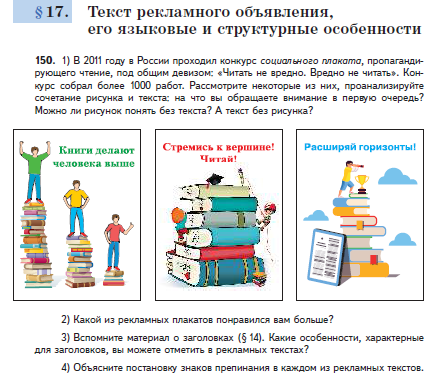 § 17.
Текст рекламного объявления,
его языковые и структурные особенности
150. 1) В 2011 году в России проходил конкурс социального плаката, пропаганди-
рующего чтение, под общим девизом: «Читать не вредно. Вредно не читать». Кон-
курс собрал более 1000 работ. Рассмотрите некоторые из них, проанализируйте
сочетание рисунка и текста: на что вы обращаете внимание в первую очередь?
Можно ли рисунок понять без текста? А текст без рисунка?
Книги делают
человека выше
Стремись к вершине!
Читай!
Расширяй горизонты!
2) Какой из рекламных плакатов понравился вам больше?
3) Вспомните материал о заголовках (§ 14). Какие особенности, характерные
для заголовков, вы можете отметить в рекламных текстах?
4) Объясните постановку знаков препинания в каждом из рекламных текстов.